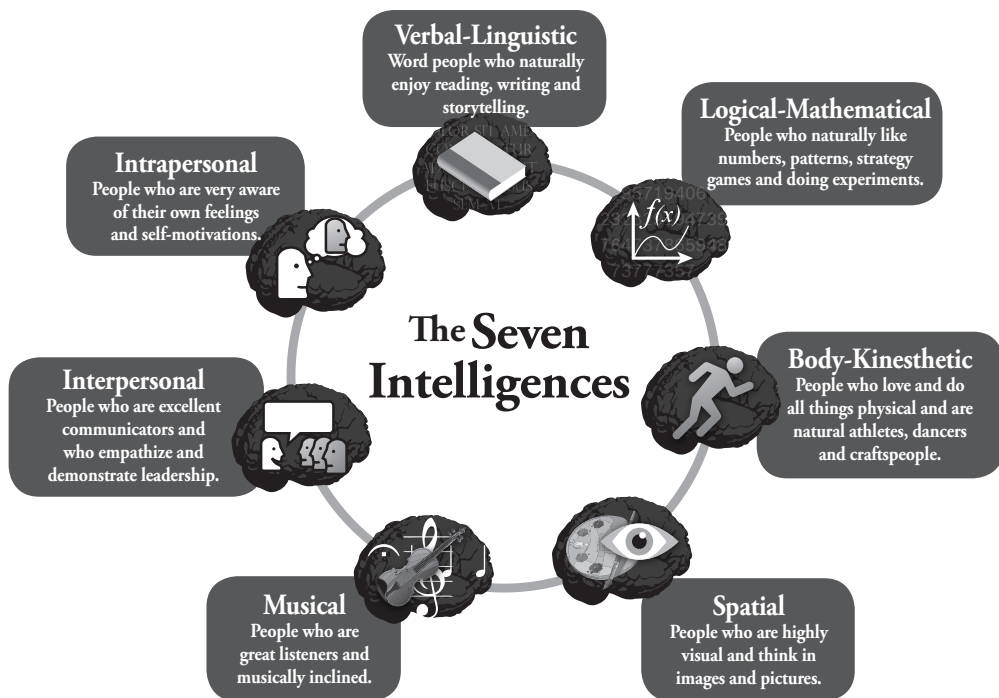 Verbal-Linguistic
Word people who naturally
enjoy reading, writing and
storytelling.
Logical-Mathematical
People who naturally like
numbers, patterns, strategy
games and doing experiments.
f(x)
Intrapersonal
People who are very aware
of their own feelings
and self-motivations.
The Seven
Intelligences
Body-Kinesthetic
People who love and do
all things physical and are
natural athletes, dancers
and craftspeople.
Interpersonal
People who are excellent
communicators and
who empathize and
demonstrate leadership.
Musical
People who are
great listeners and
musically inclined.
Spatial
People who are highly
visual and think in
images and pictures.